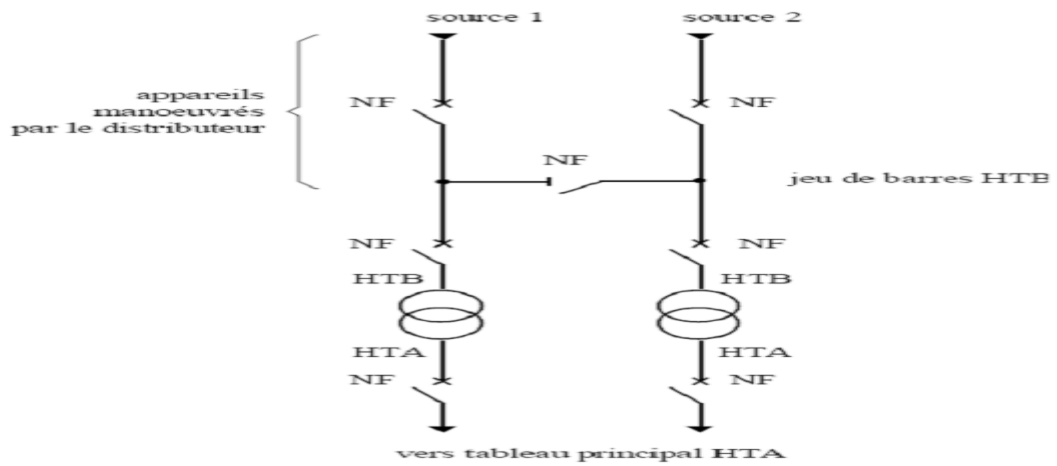 source 1
source 2
appareils
manoeuvrés
par le distributeur
NF
NF
NF
jeu de barres HTB
NF
NF
HTB
HTB
HTA
HTA
NF
NF
vers tableau principal HTA